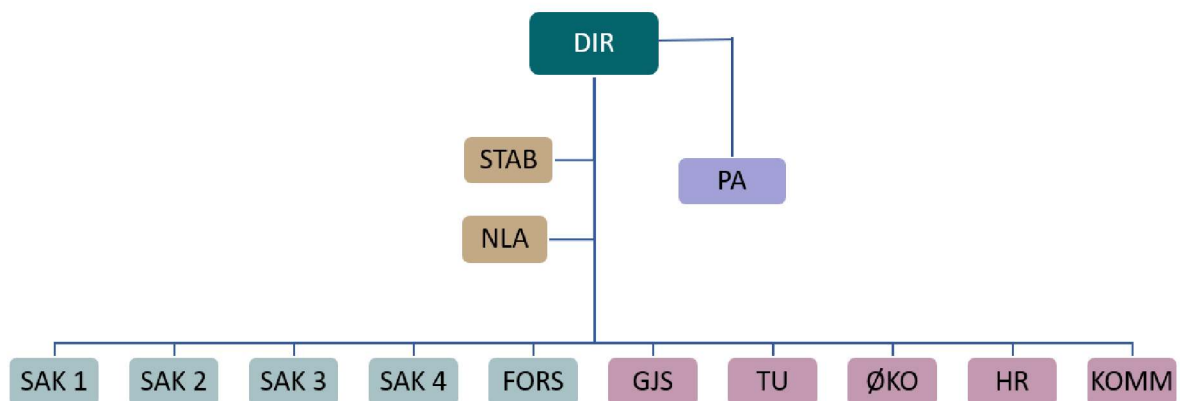 DIR
STAB
PA
NLA
SAK 1
SAK 2
SAK 3
SAK 4
FORS
GJS
TU
ØKO
HR
KOMM